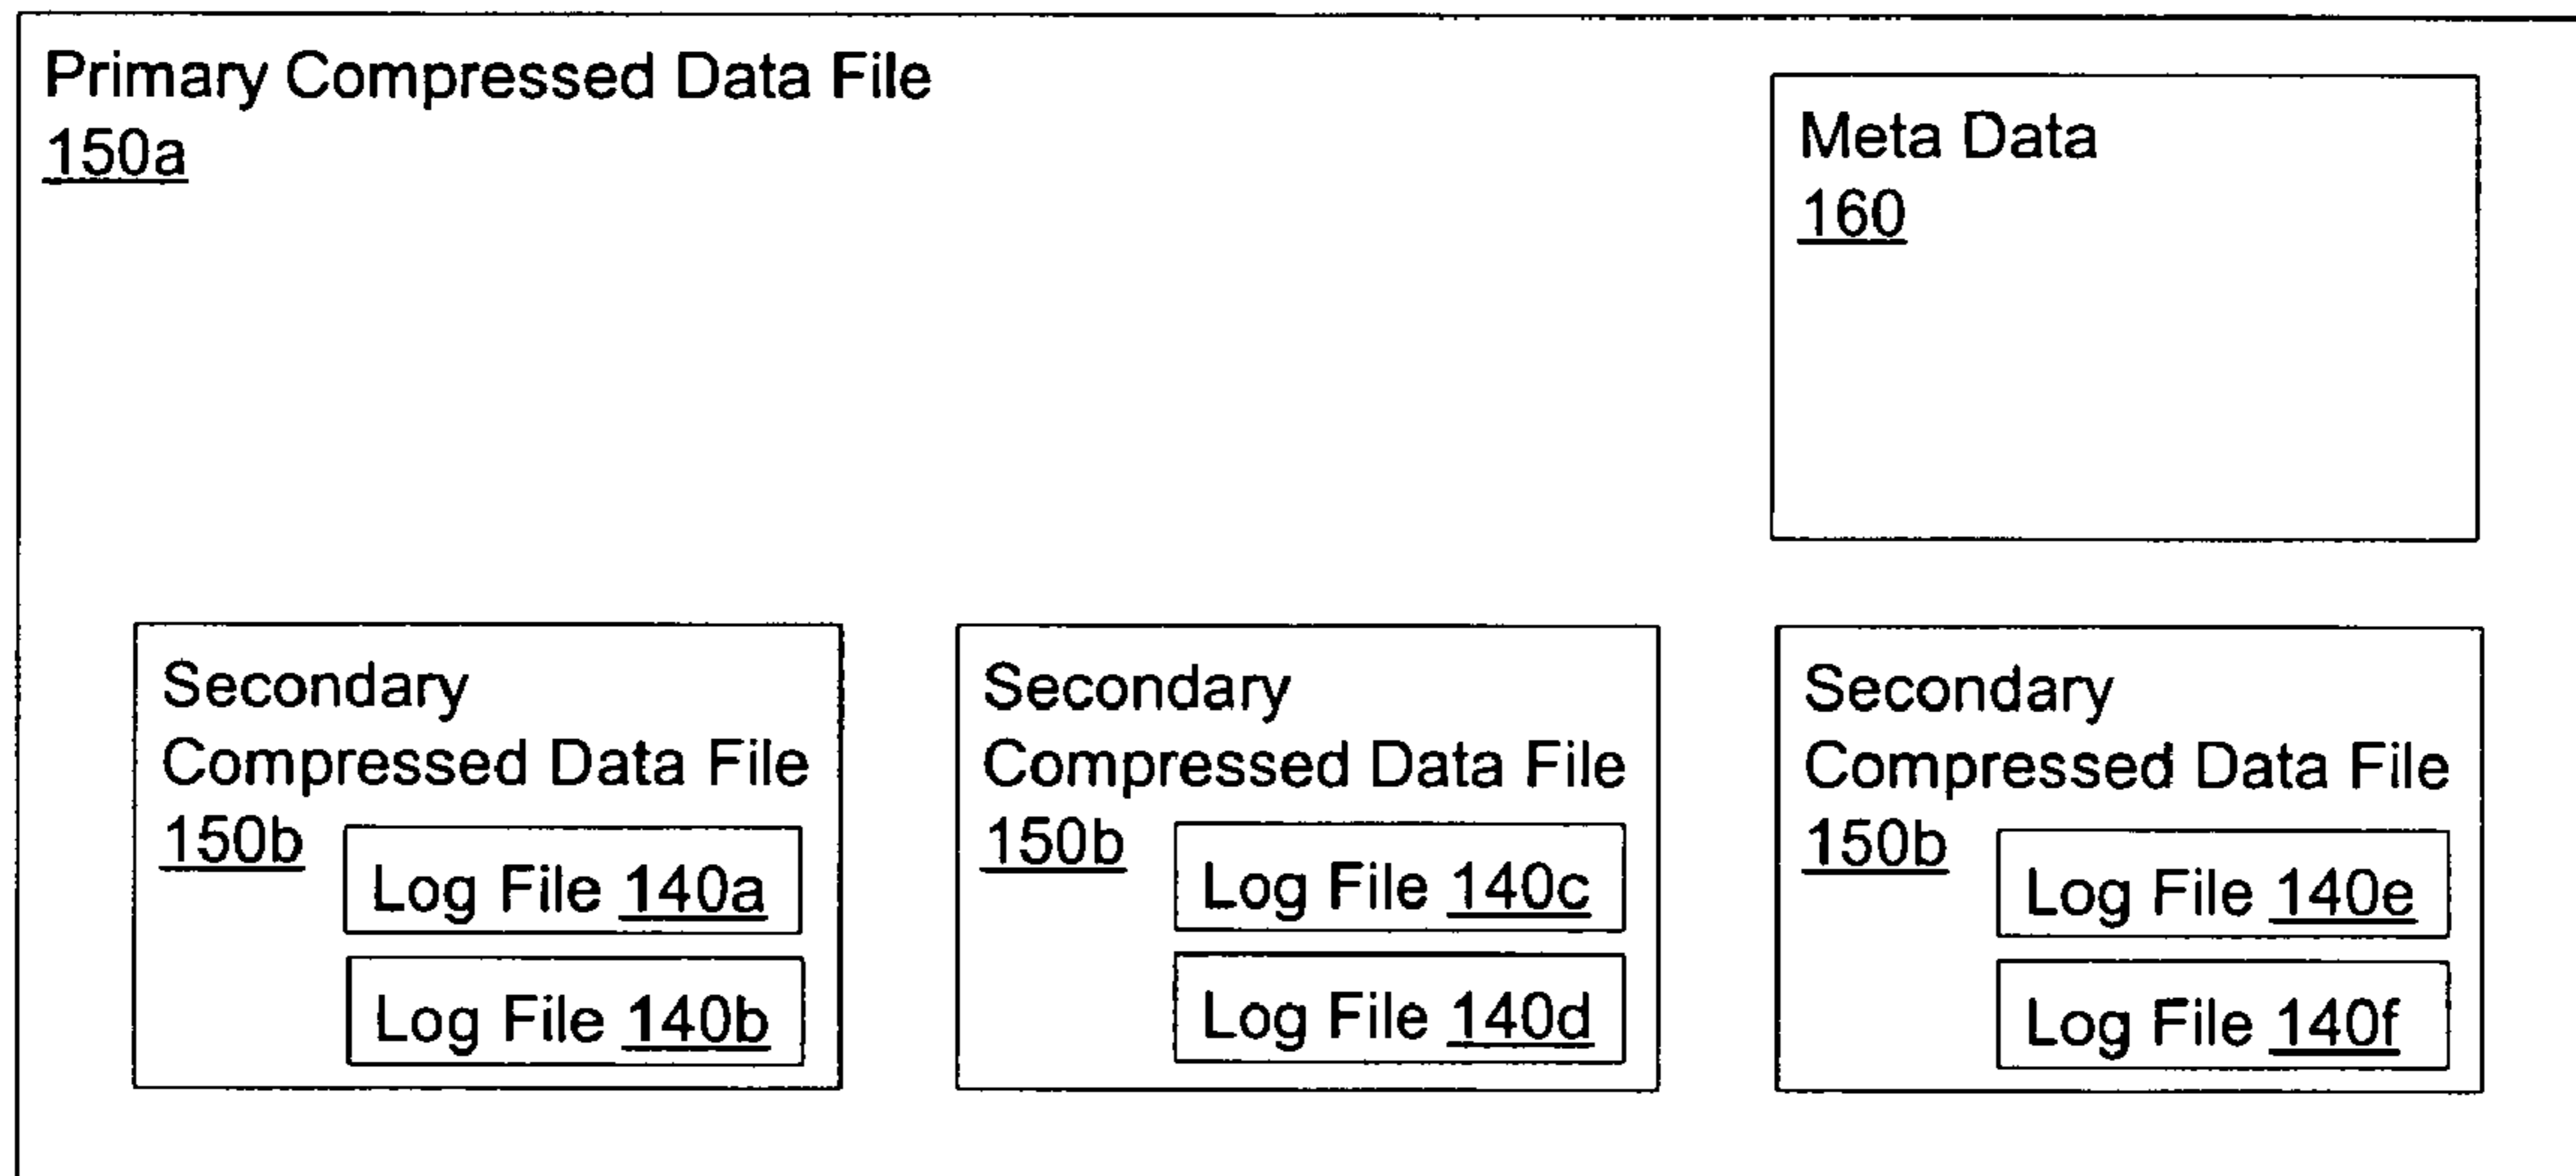 Primary Compressed Data File
150a
Meta Data
160
Secondary
Compressed Data File
150b
Log File 140a
Log File 140b
Secondary
Compressed Data File
150b
Log File 140c
Log File 140d
Secondary
Compressed Data File
150b
Log File 140e
Log File 140f